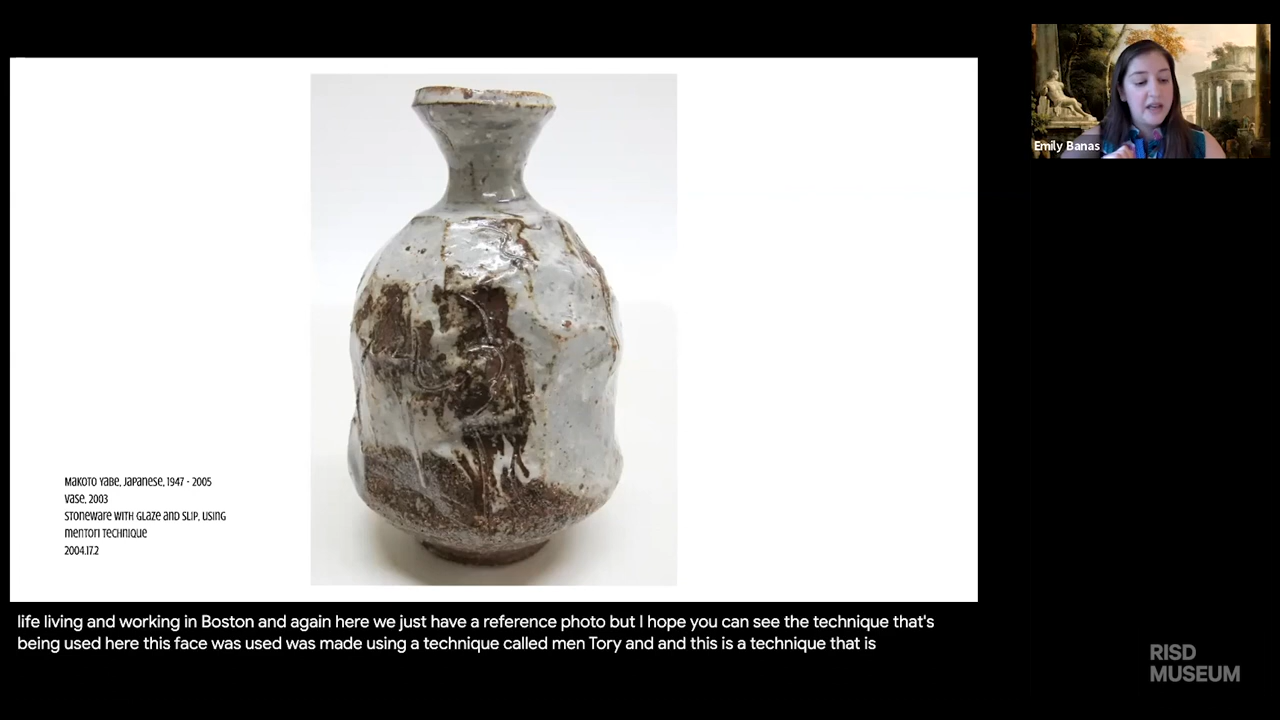 Emily Banas
Makoto Yabe, Japanese, 1947 - 2005
Vase, 2003
Stoneware with glaze and slip, using
mentori technique
2004.17.2
life living and working in Boston and again here we just have a reference photo but I hope you can see the technique that's
being used here this face was used was made using a technique called men Tory and and this is a technique that is
RISD
MUSEUM